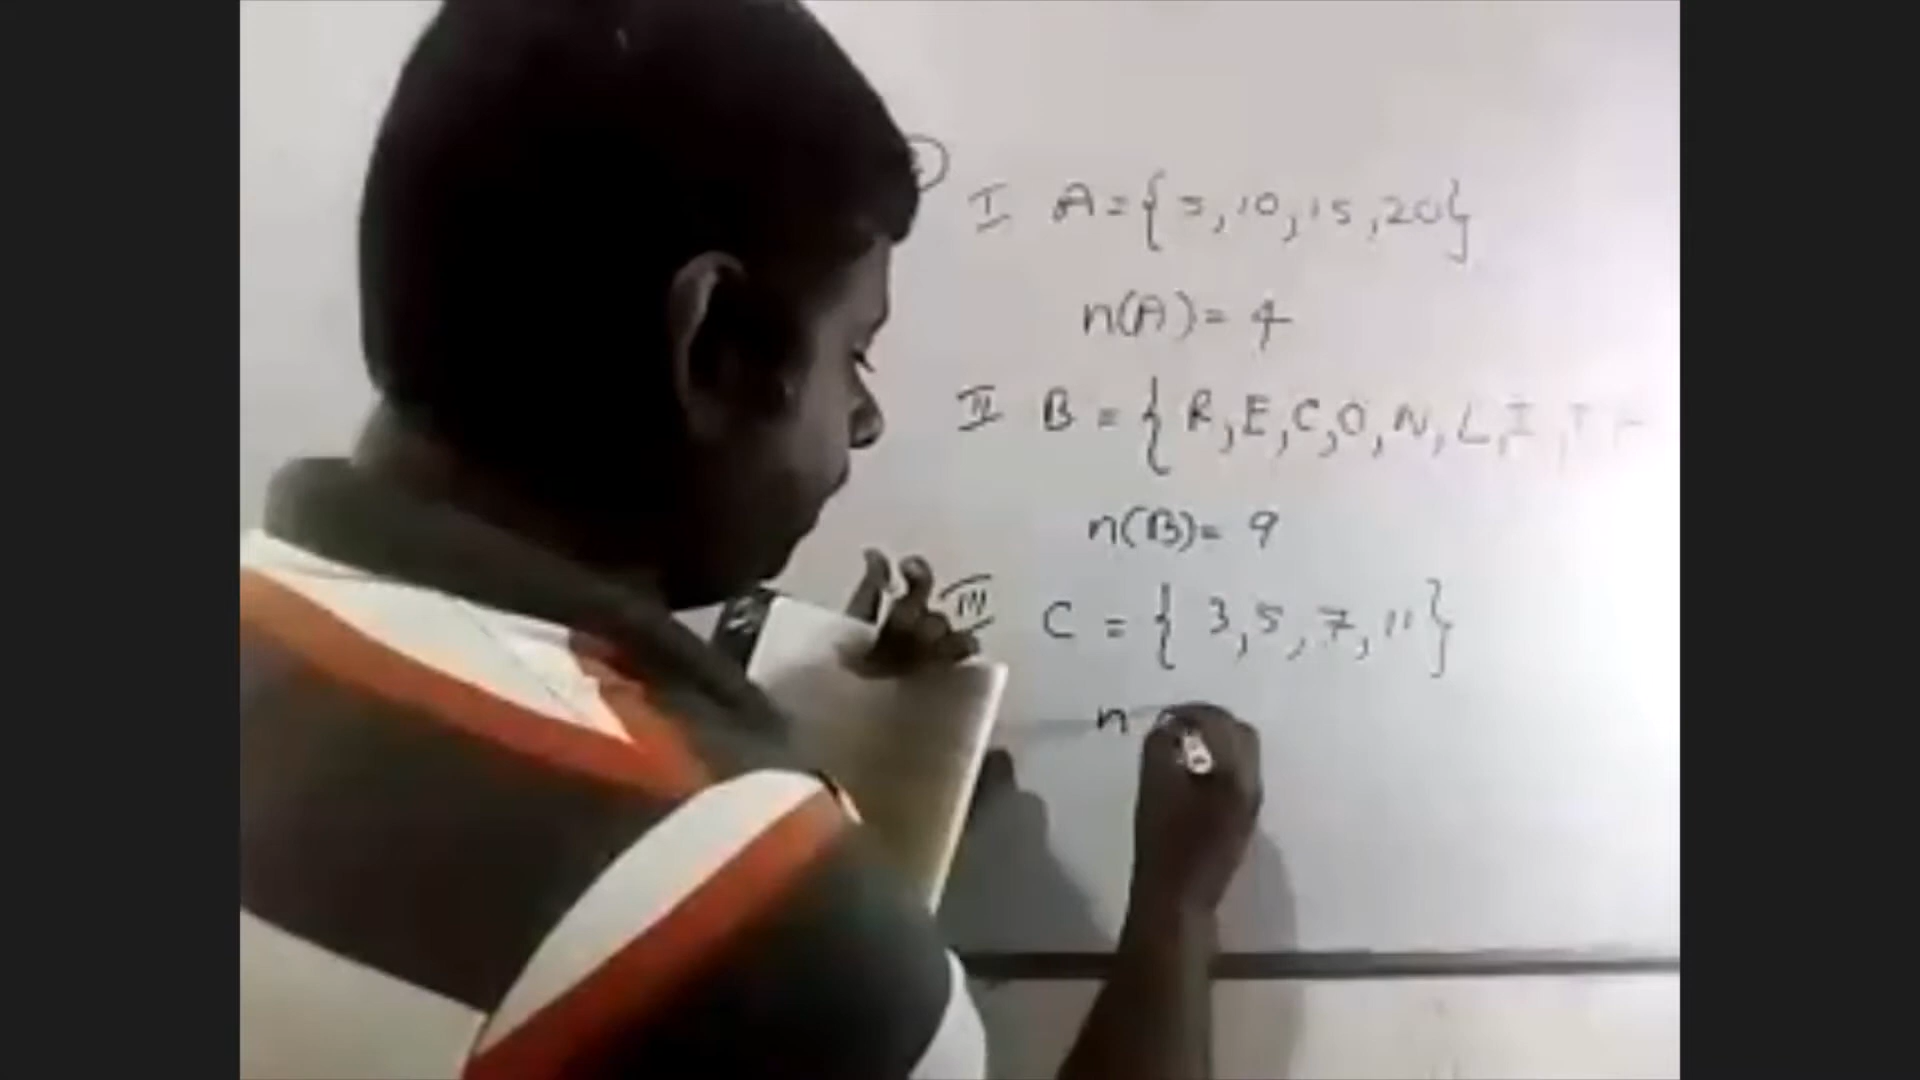 I A = { 5, 10, 15, 20}
n(A) = 4
II B = { R, E, C, O, N, L, I,
n(B) = 9
III C = { 3, 5, 7, 11}
n